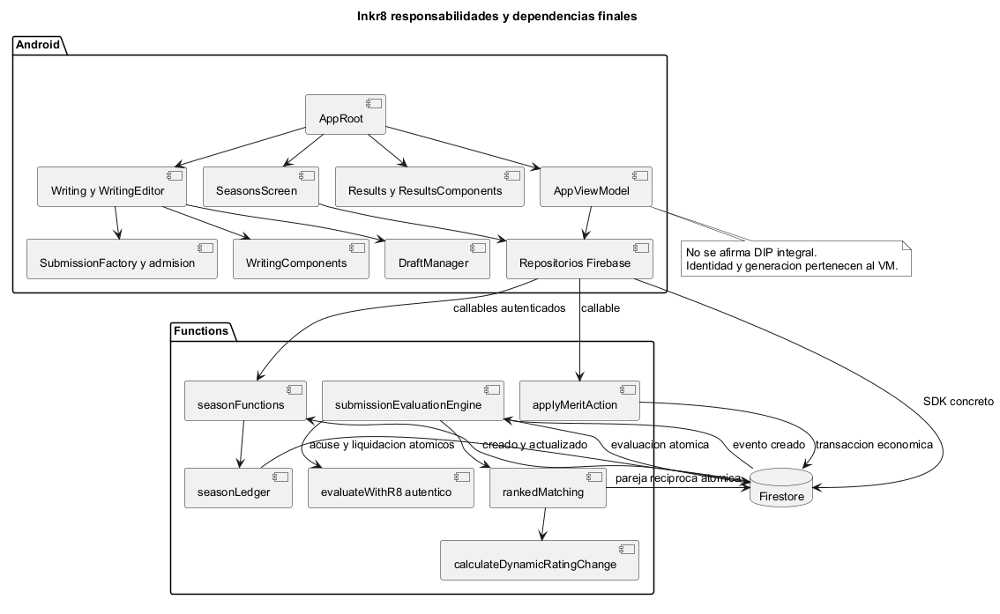 Inkr8 responsabilidades y dependencias finales
Android
AppRoot
Writing y WritingEditor
SeasonsScreen
Results y ResultsComponents
AppViewModel
SubmissionFactory y admision
WritingComponents
DraftManager
Repositorios Firebase
No se afirma DIP integral.
Identidad y generacion pertenecen al VM.
callables autenticados
callable
Functions
SDK concreto
seasonFunctions
submissionEvaluationEngine
applyMeritAction
acuse y liquidacion atomicos
creado y actualizado
evaluacion atomica
evento creado
transaccion economica
seasonLedger
evaluateWithR8 autentico
rankedMatching
pareja reciproca atomica
Firestore
calculateDynamicRatingChange